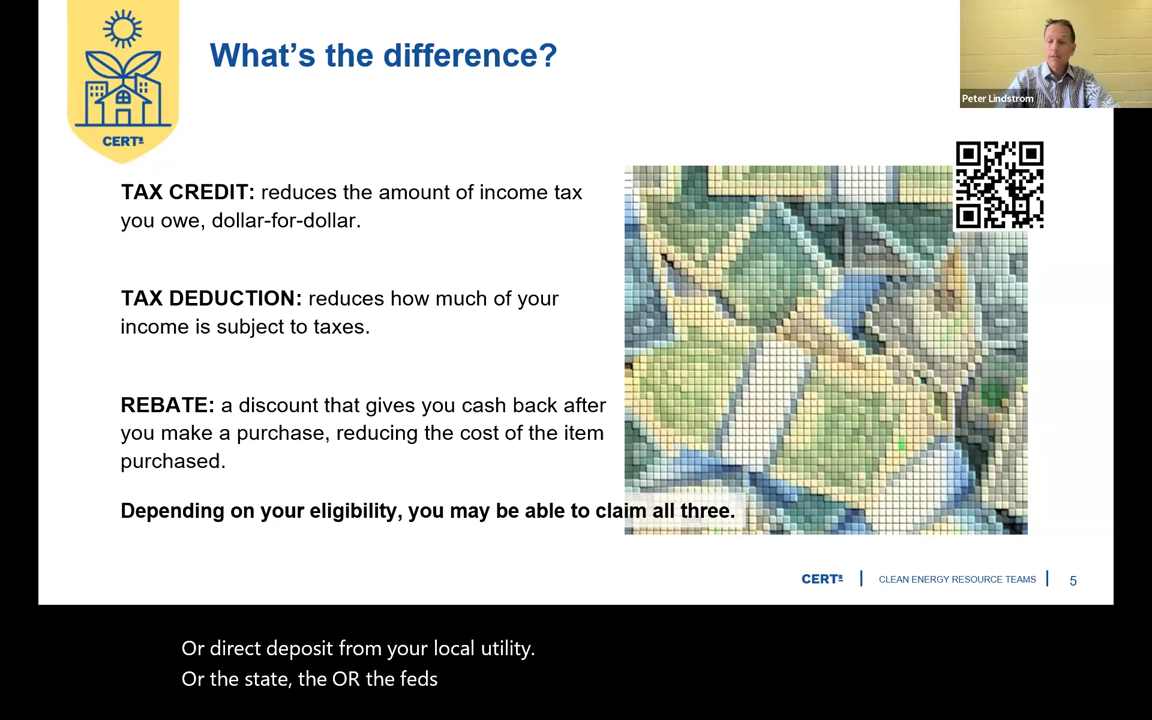 What's the difference?
Peter Lindstrom
CERTs
TAX CREDIT: reduces the amount of income tax
you owe, dollar-for-dollar.
TAX DEDUCTION: reduces how much of your
income is subject to taxes.
REBATE: a discount that gives you cash back after
you make a purchase, reducing the cost of the item
purchased.
Depending on your eligibility, you may be able to claim all three.
CERTs | CLEAN ENERGY RESOURCE TEAMS | 5
Or direct deposit from your local utility.
Or the state, the OR the feds